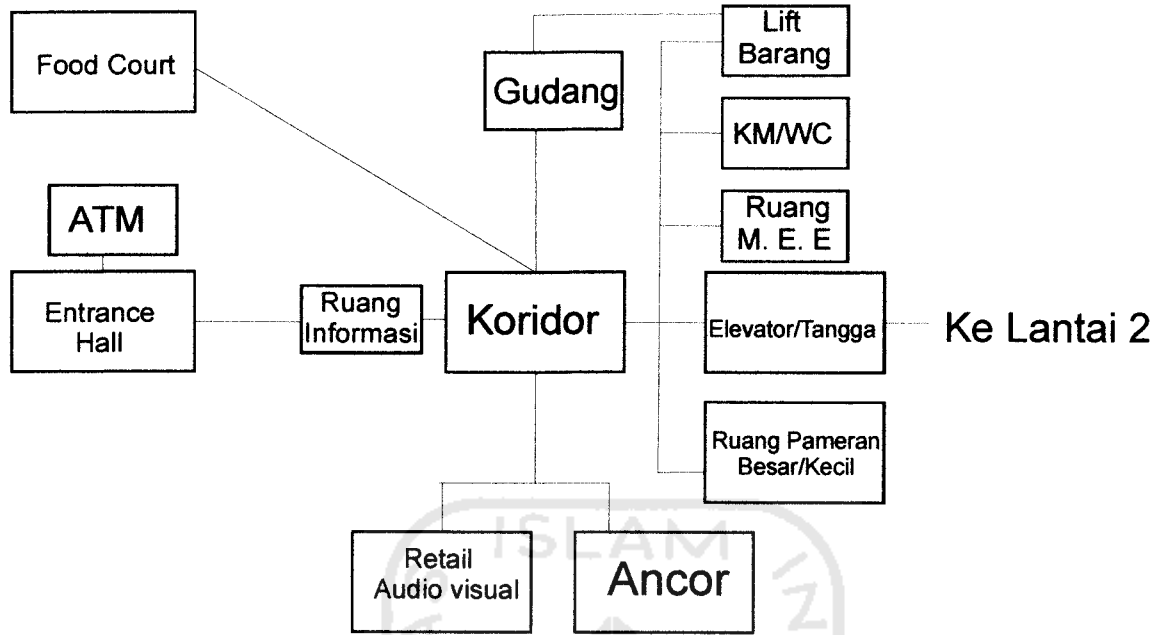 Lift
Barang
Food Court
Gudang
KM/WC
ATM
Ruang
M. E. E
Entrance
Hall
Ruang
Informasi
Koridor
Elevator/Tangga
Ke Lantai 2
Ruang Pameran
Besar/Kecil
ISLAM
Retail
Audio visual
Ancor